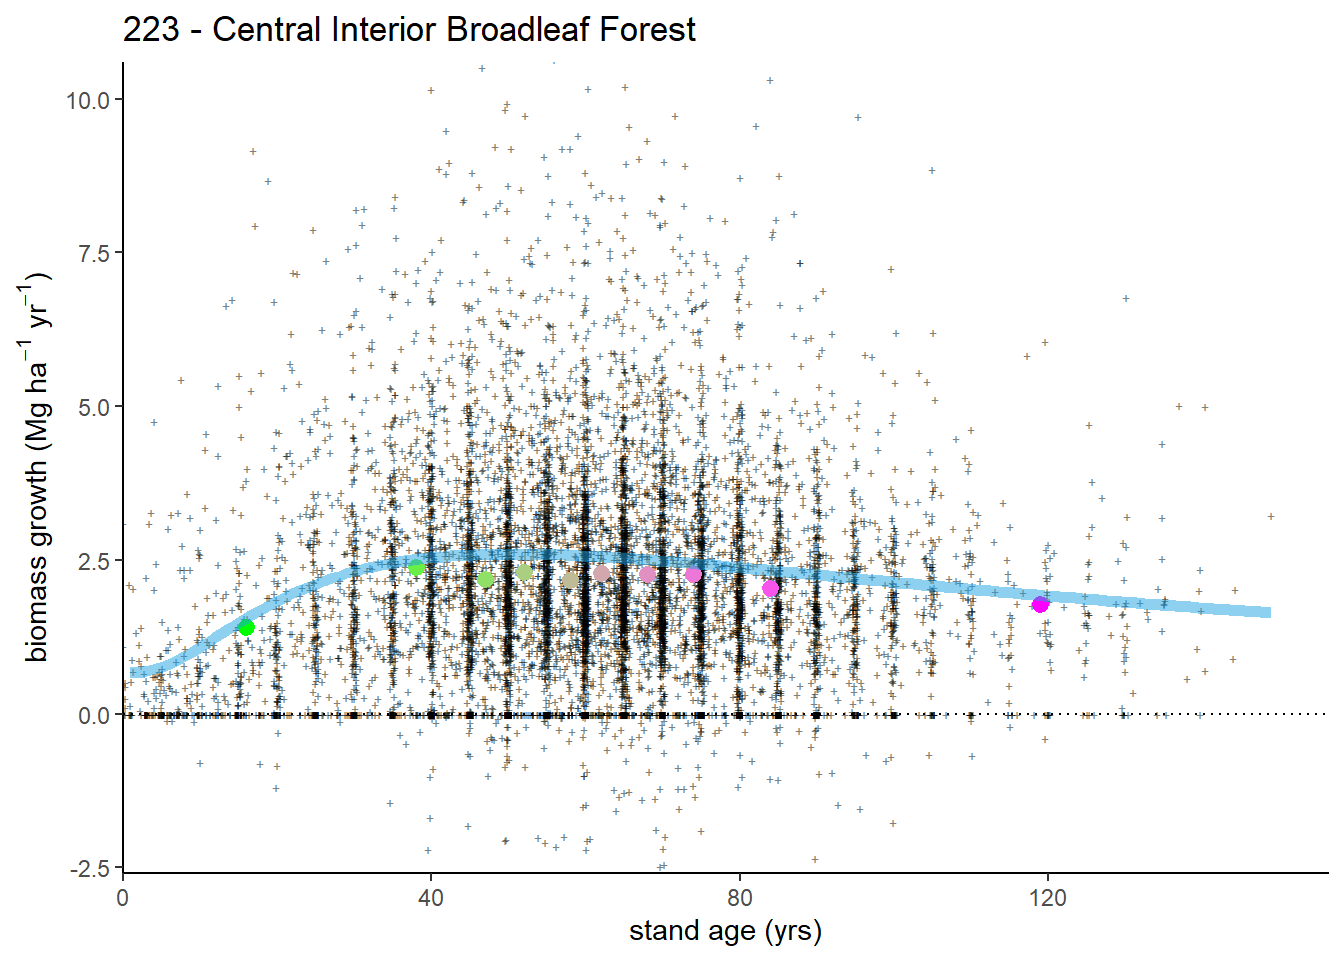 223 - Central Interior Broadleaf Forest
biomass growth (Mg ha⁻¹ yr⁻¹)
10.0
7.5
5.0
2.5
0.0
-2.5
0 40 80 120
stand age (yrs)